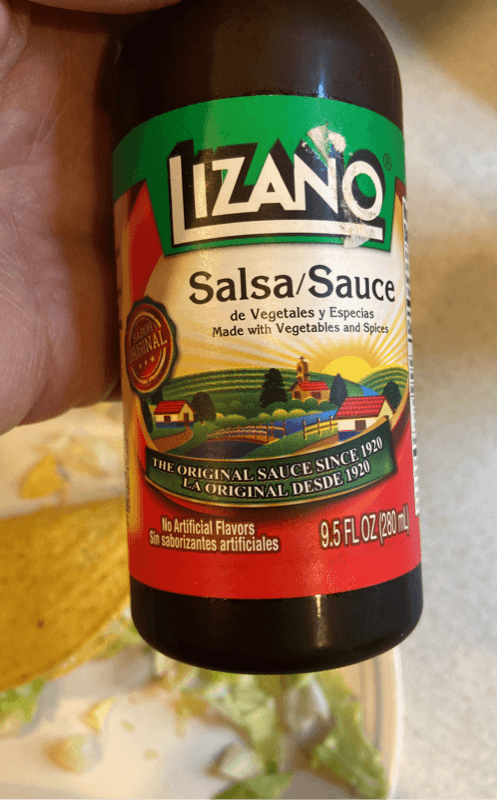 LIZANO
Salsa/Sauce
de Vegetales y Especias
Made with Vegetables and Spices
ORIGINAL
THE ORIGINAL SAUCE SINCE 1920
LA ORIGINAL DESDE 1920
No Artificial Flavors
Sin saborizantes artificiales
9.5 FL OZ (280 mL)